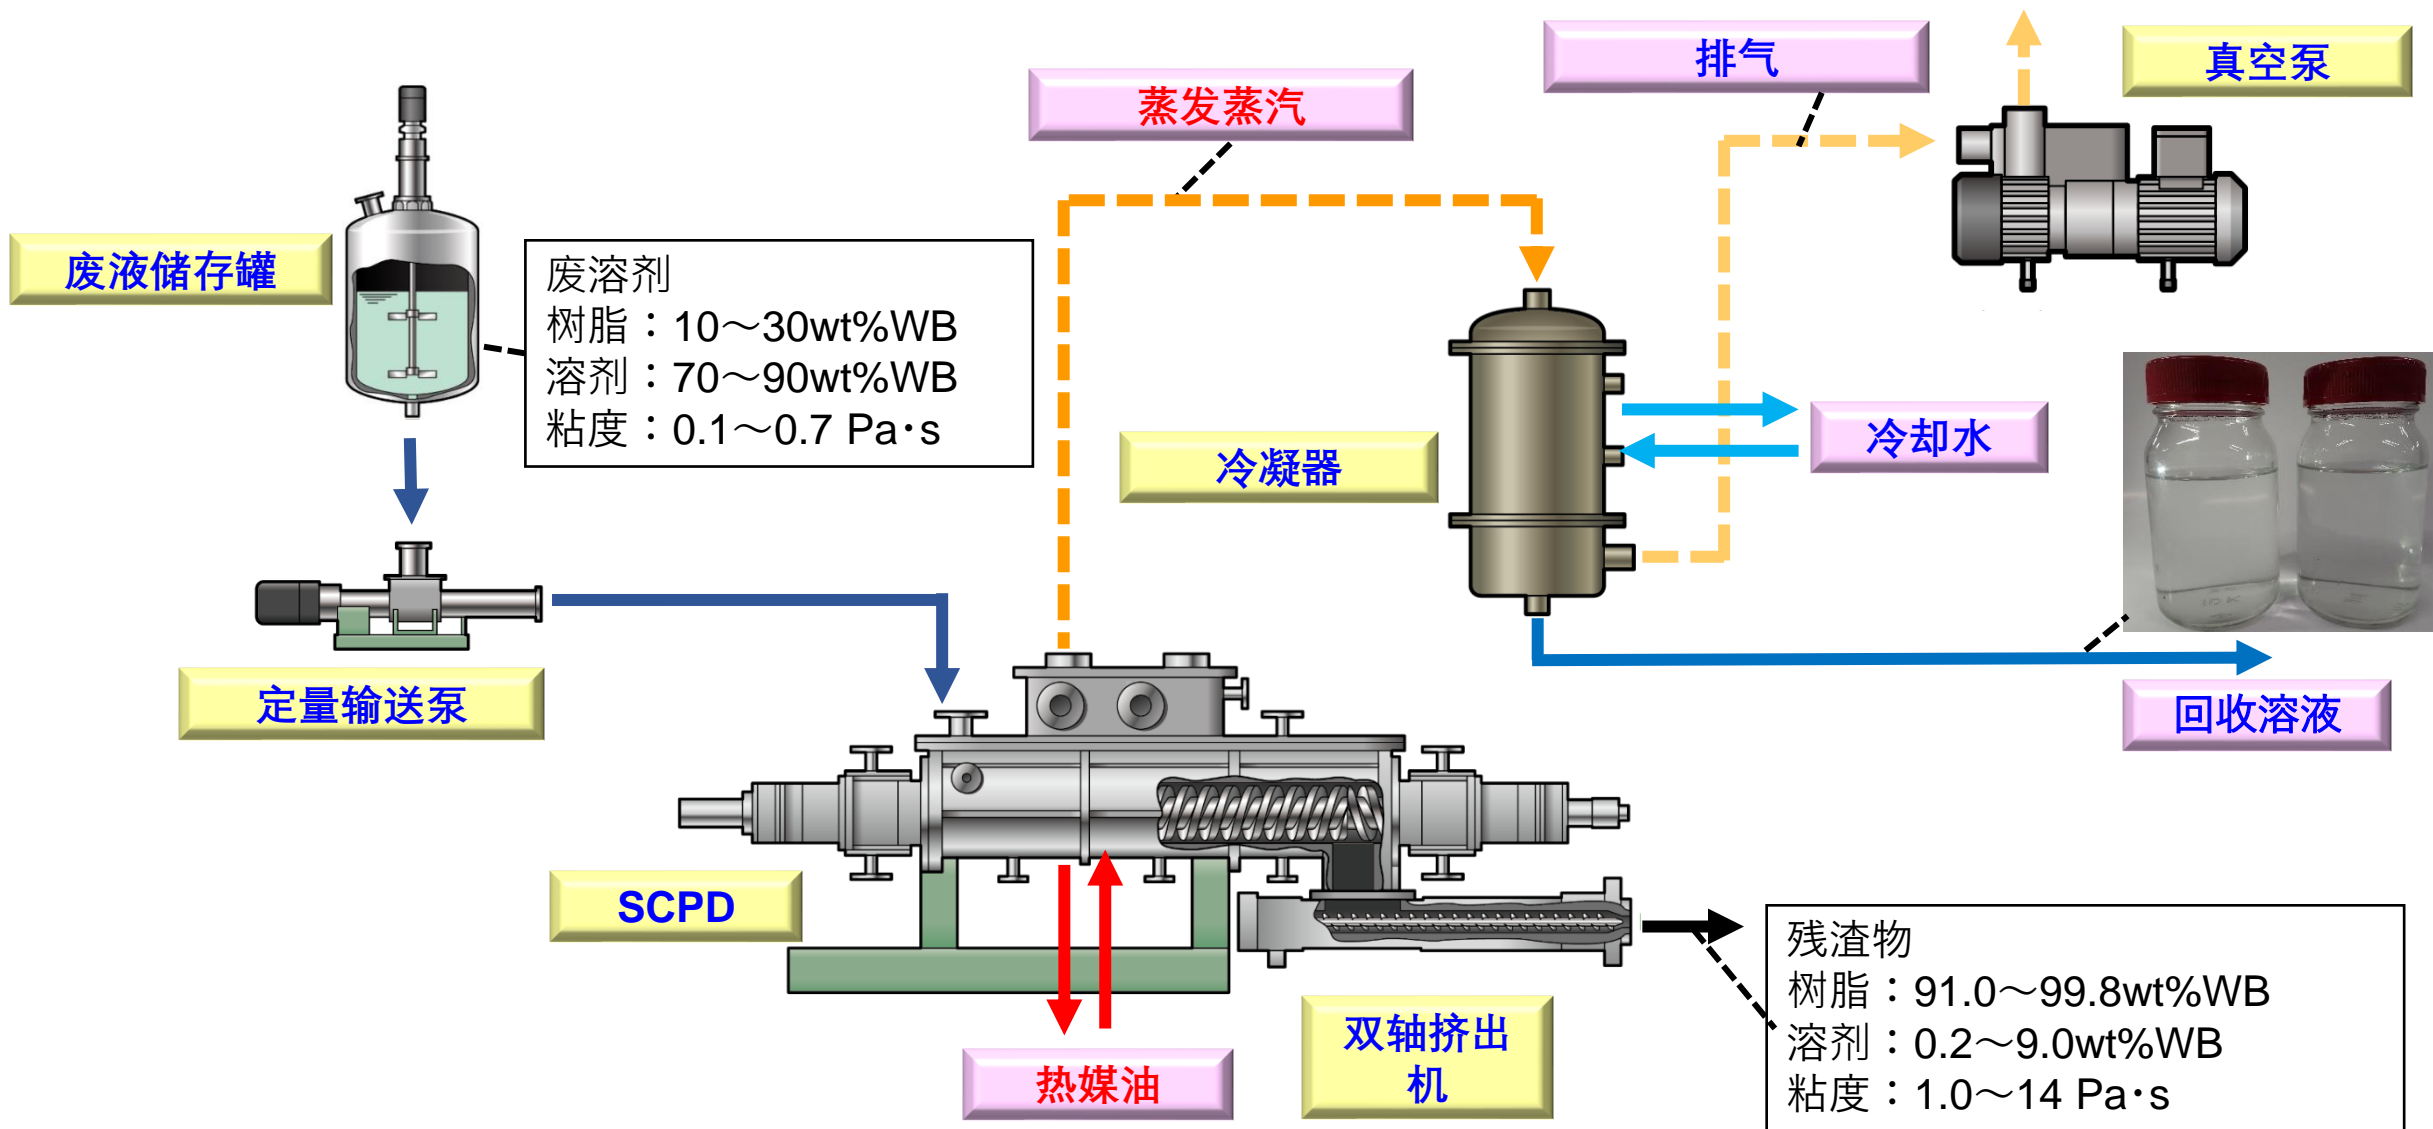 排气
真空泵
蒸发蒸汽
废液储存罐
废溶剂
树脂：10～30wt%WB
溶剂：70～90wt%WB
粘度：0.1～0.7 Pa･s
冷凝器
冷却水
定量输送泵
回收溶液
SCPD
热媒油
双轴挤出
机
残渣物
树脂：91.0～99.8wt%WB
溶剂：0.2～9.0wt%WB
粘度：1.0～14 Pa･s